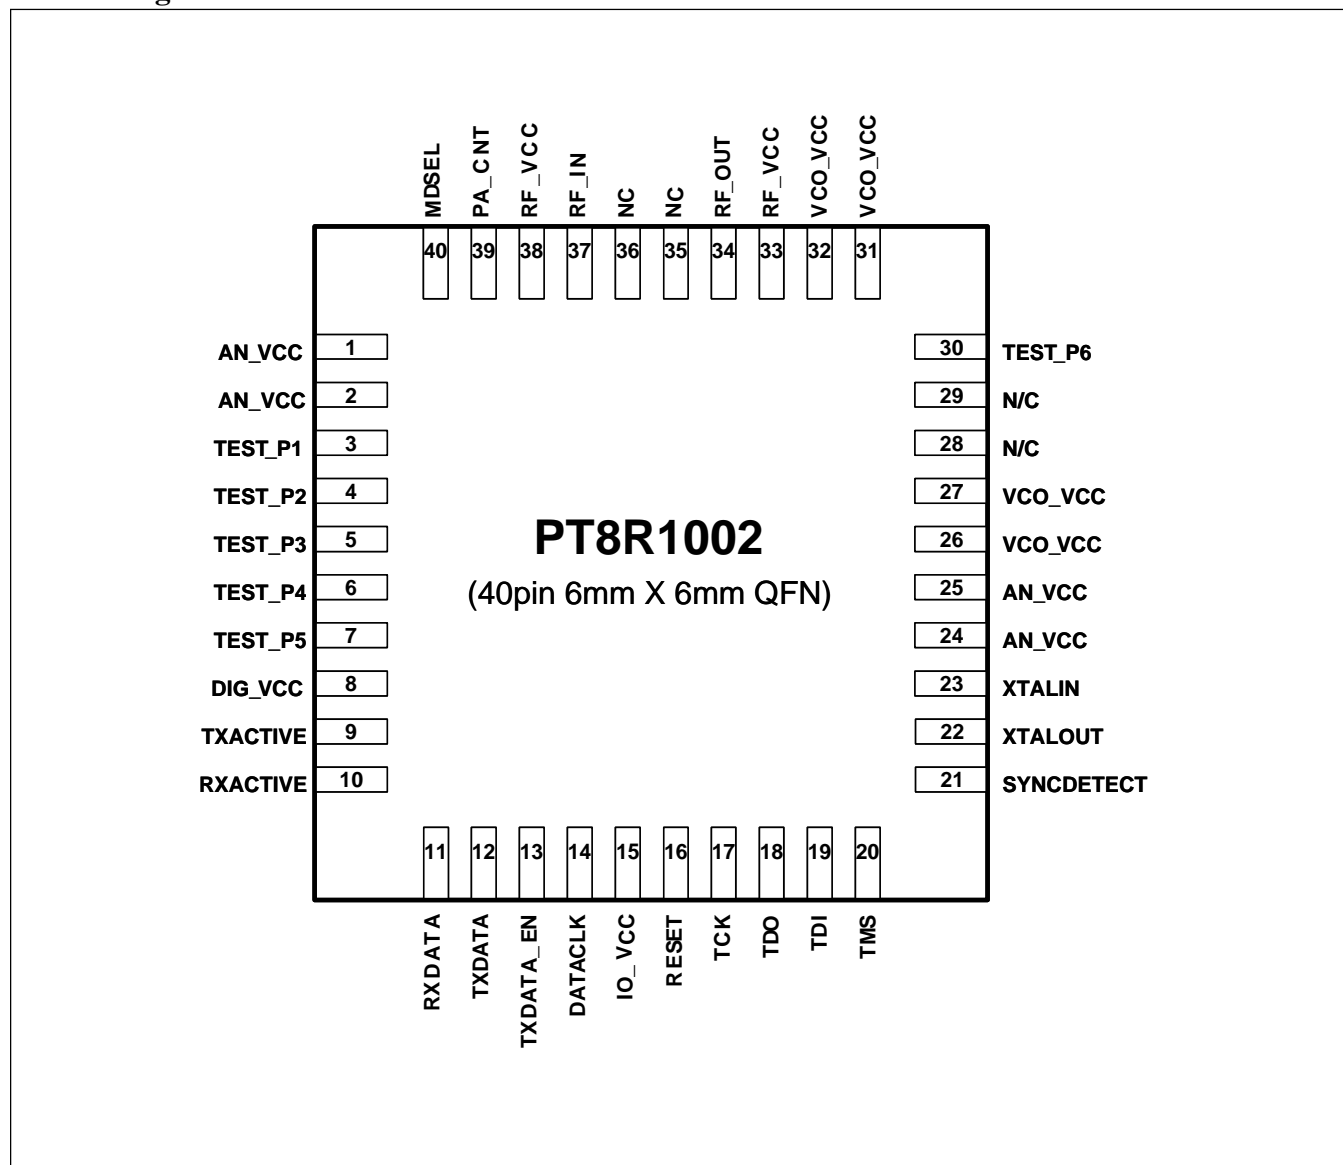 MDSEL
PA_CNT
RF_VCC
RF_IN
NC
NC
RF_OUT
RF_VCC
VCO_VCC
VCO_VCC
40 39 38 37 36 35 34 33 32 31
AN_VCC 1
AN_VCC 2
TEST_P1 3
TEST_P2 4
TEST_P3 5
TEST_P4 6
TEST_P5 7
DIG_VCC 8
TXACTIVE 9
RXACTIVE 10
PT8R1002
(40pin 6mm X 6mm QFN)
30 TEST_P6
29 N/C
28 N/C
27 VCO_VCC
26 VCO_VCC
25 AN_VCC
24 AN_VCC
23 XTALIN
22 XTALOUT
21 SYNCDETECT
11 12 13 14 15 16 17 18 19 20
RXDATA
TXDATA
TXDATA_EN
DATACLK
IO_VCC
RESET
TCK
TDO
TDI
TMS